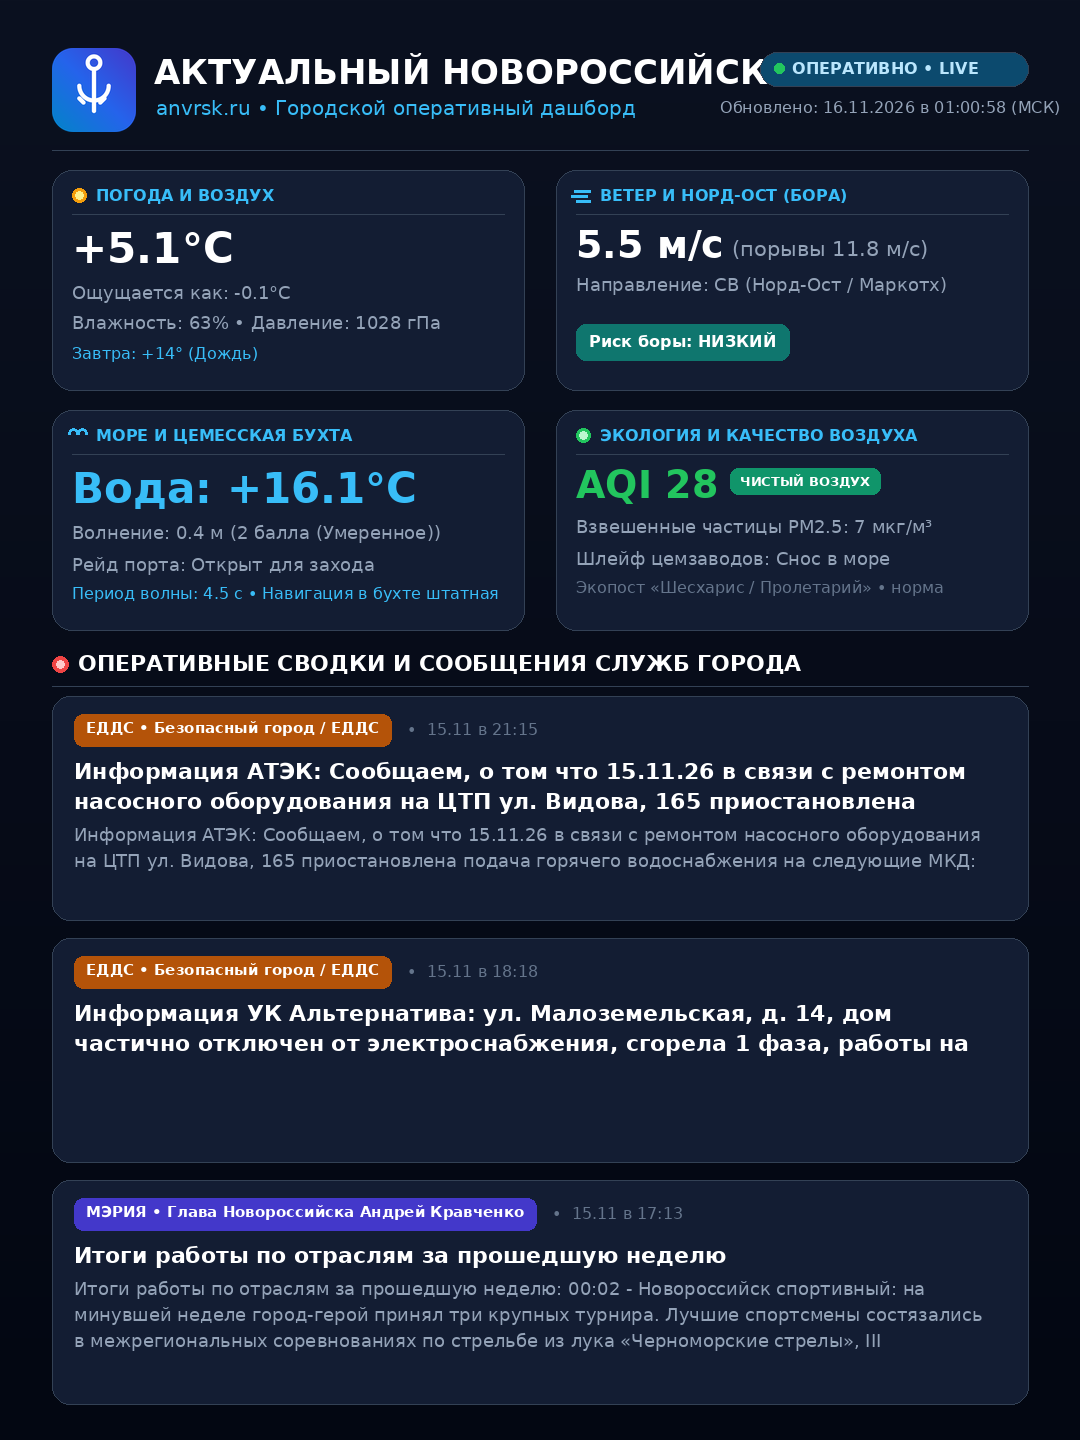 АКТУАЛЬНЫЙ НОВОРОССИЙСК
ОПЕРАТИВНО • LIVE
anvrsk.ru • Городской оперативный дашборд
Обновлено: 16.11.2026 в 01:00:58 (МСК)
ПОГОДА И ВОЗДУХ
+5.1°C
Ощущается как: -0.1°C
Влажность: 63% • Давление: 1028 гПа
Завтра: +14° (Дождь)
ВЕТЕР И НОРД-ОСТ (БОРА)
5.5 м/с (порывы 11.8 м/с)
Направление: СВ (Норд-Ост / Маркотх)
Риск боры: НИЗКИЙ
МОРЕ И ЦЕМЕССКАЯ БУХТА
Вода: +16.1°C
Волнение: 0.4 м (2 балла (Умеренное))
Рейд порта: Открыт для захода
Период волны: 4.5 с • Навигация в бухте штатная
ЭКОЛОГИЯ И КАЧЕСТВО ВОЗДУХА
AQI 28 ЧИСТЫЙ ВОЗДУХ
Взвешенные частицы PM2.5: 7 мкг/м³
Шлейф цемзаводов: Снос в море
Экопост «Шесхарис / Пролетарий» • норма
ОПЕРАТИВНЫЕ СВОДКИ И СООБЩЕНИЯ СЛУЖБ ГОРОДА
ЕДДС • Безопасный город / ЕДДС • 15.11 в 21:15
Информация АТЭК: Сообщаем, о том что 15.11.26 в связи с ремонтом
насосного оборудования на ЦТП ул. Видова, 165 приостановлена
Информация АТЭК: Сообщаем, о том что 15.11.26 в связи с ремонтом насосного оборудования
на ЦТП ул. Видова, 165 приостановлена подача горячего водоснабжения на следующие МКД:
ЕДДС • Безопасный город / ЕДДС • 15.11 в 18:18
Информация УК Альтернатива: ул. Малоземельская, д. 14, дом
частично отключен от электроснабжения, сгорела 1 фаза, работы на
МЭРИЯ • Глава Новороссийска Андрей Кравченко • 15.11 в 17:13
Итоги работы по отраслям за прошедшую неделю
Итоги работы по отраслям за прошедшую неделю: 00:02 - Новороссийск спортивный: на
минувшей неделе город-герой принял три крупных турнира. Лучшие спортсмены состязались
в межрегиональных соревнованиях по стрельбе из лука «Черноморские стрелы», III